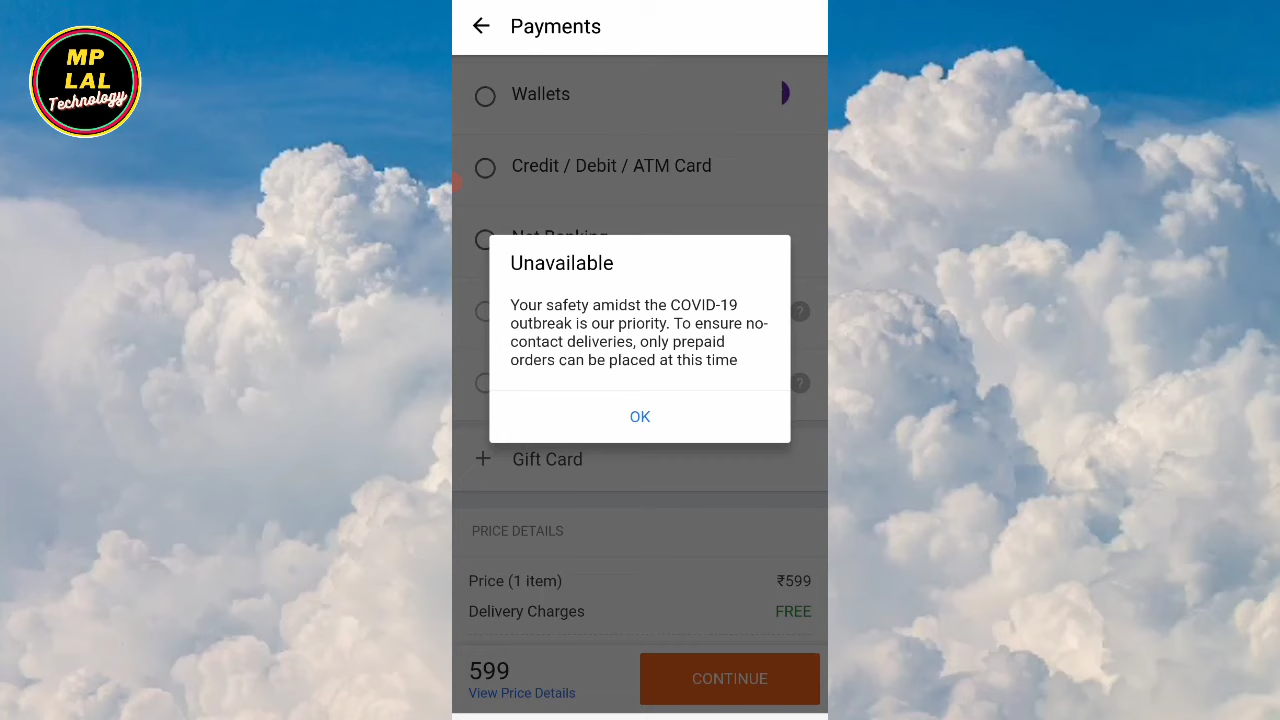 MP
LAL
Technology
Payments
Wallets
Credit / Debit / ATM Card
Net Banking
Unavailable
Your safety amidst the COVID-19
outbreak is our priority. To ensure no-
contact deliveries, only prepaid
orders can be placed at this time
?
?
OK
+ Gift Card
PRICE DETAILS
Price (1 item) ₹599
Delivery Charges FREE
599
View Price Details
CONTINUE